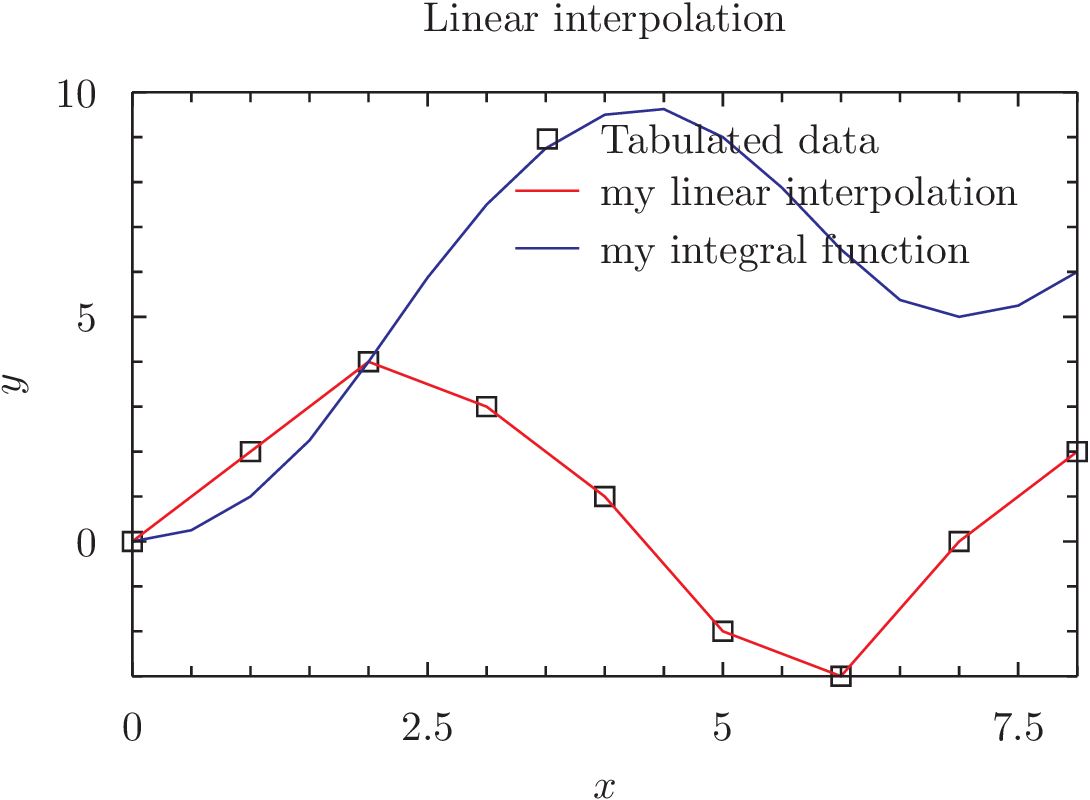 Linear interpolation
10
Tabulated data
my linear interpolation
my integral function
5
y
0
0 2.5 5 7.5
x